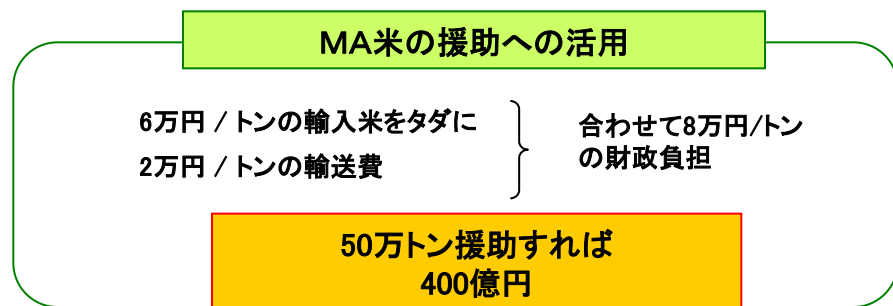 MA米の援助への活用
6万円 / トンの輸入米をタダに
2万円 / トンの輸送費
合わせて8万円/トン
の財政負担
50万トン援助すれば
400億円